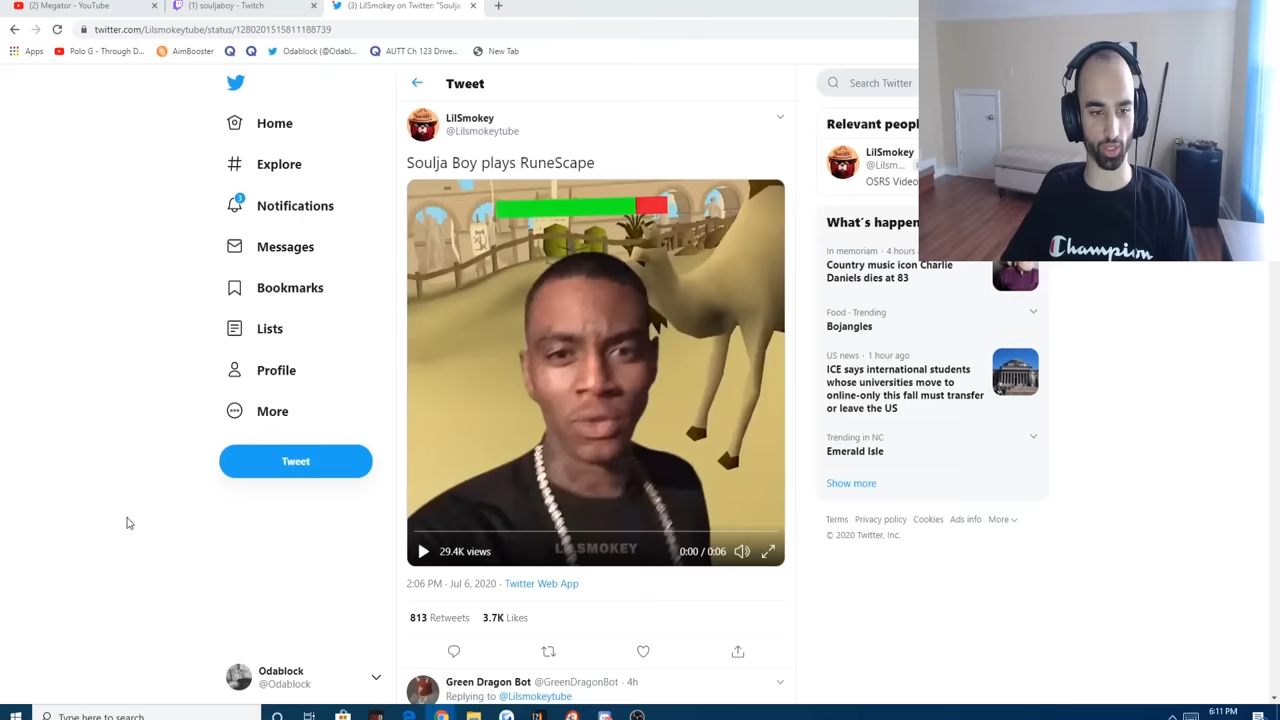 (2) Megator - YouTube
souljaboy - Twitch
(3) LilSmokey on Twitter: "Soulja
twitter.com/Lilsmokeytube/status/1280201515811188739
Apps
Polo G - Through D...
AimBooster
Odablock (@Odabl...
AUTT Ch 123 Drive...
New Tab
Home
Explore
3
Notifications
Messages
Bookmarks
Lists
Profile
More
Tweet
Odablock
@Odablock
Tweet
LilSmokey
@Lilsmokeytube
Soulja Boy plays RuneScape
LILSMOKEY
29.4K views
0:00 / 0:06
2:06 PM · Jul 6, 2020 · Twitter Web App
813 Retweets 3.7K Likes
Green Dragon Bot @GreenDragonBot · 4h
Replying to @Lilsmokeytube
Search Twitter
Relevant peopl
LilSmokey
@Lilsm...
OSRS Video
What's happen
In memoriam · 4 hours
Country music icon Charlie
Daniels dies at 83
Food · Trending
Bojangles
US news · 1 hour ago
ICE says international students
whose universities move to
online-only this fall must transfer
or leave the US
Trending in NC
Emerald Isle
Show more
Terms Privacy policy Cookies Ads info More
© 2020 Twitter, Inc.
Champion
Type here to search
6:11 PM